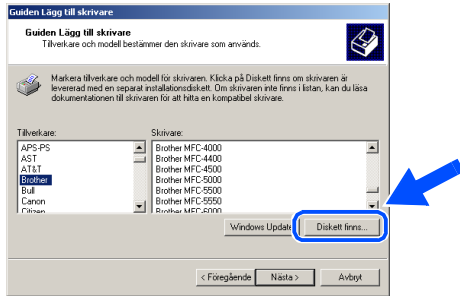 Guiden Lägg till skrivare
Guiden Lägg till skrivare
Tillverkare och modell bestämmer den skrivare som används.
Markera tillverkare och modell för skrivaren. Klicka på Diskett finns om skrivaren är
levererad med en separat installationsdiskett. Om skrivaren inte finns i listan, kan du läsa
dokumentationen till skrivaren för att hitta en kompatibel skrivare.
Tillverkare:
APS-PS
AST
AT&T
Brother
Bull
Canon
Citizen
Skrivare:
Brother MFC-4000
Brother MFC-4400
Brother MFC-4500
Brother MFC-5000
Brother MFC-5500
Brother MFC-5550
Brother MFC-6000
Windows Update
Diskett finns...
< Föregående
Nästa >
Avbryt